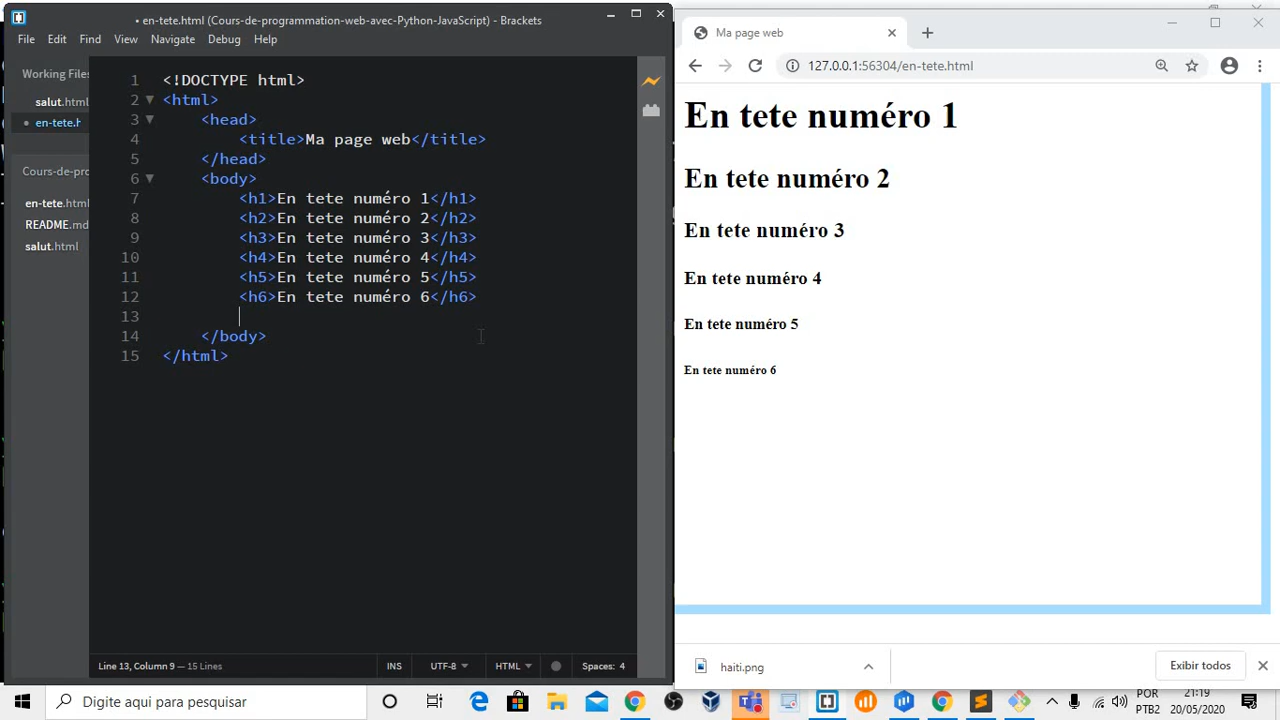 • en-tete.html (Cours-de-programmation-web-avec-Python-JavaScript) - Brackets
File Edit Find View Navigate Debug Help
Working Files
salut.html
• en-tete.h
Cours-de-pro
en-tete.html
README.md
salut.html
1 <!DOCTYPE html>
2 <html>
3 <head>
4 <title>Ma page web</title>
5 </head>
6 <body>
7 <h1>En tete numéro 1</h1>
8 <h2>En tete numéro 2</h2>
9 <h3>En tete numéro 3</h3>
10 <h4>En tete numéro 4</h4>
11 <h5>En tete numéro 5</h5>
12 <h6>En tete numéro 6</h6>
13
14 </body>
15 </html>
Line 13, Column 9 — 15 Lines
INS UTF-8 HTML Spaces: 4
Ma page web
127.0.0.1:56304/en-tete.html
En tete numéro 1
En tete numéro 2
En tete numéro 3
En tete numéro 4
En tete numéro 5
En tete numéro 6
haiti.png
Exibir todos
Digite aqui para pesquisar
POR
PTB2
21:19
20/05/2020